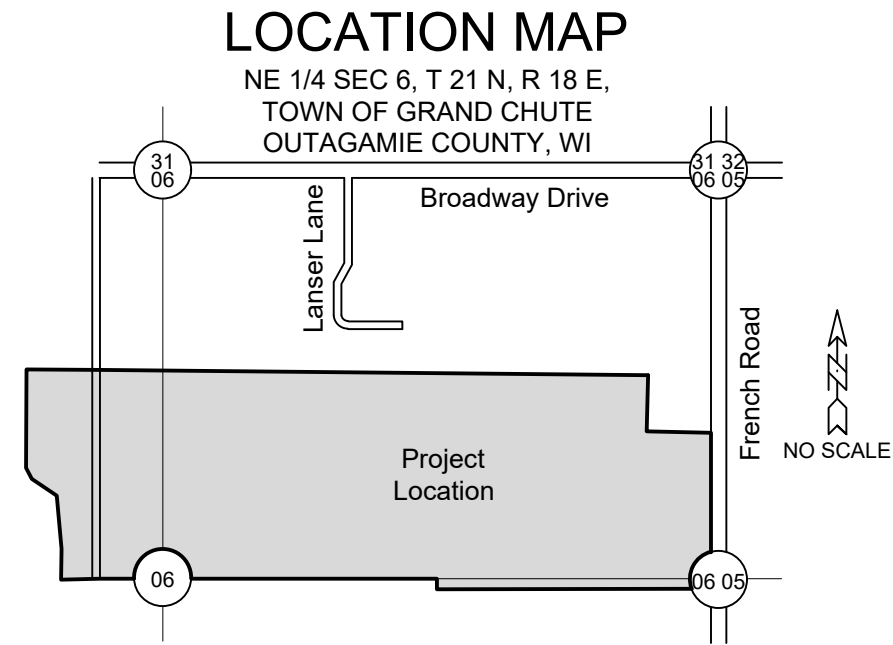 LOCATION MAP
NE 1/4 SEC 6, T 21 N, R 18 E,
TOWN OF GRAND CHUTE
OUTAGAMIE COUNTY, WI
31
06
31 32
06 05
Broadway Drive
Lanser Lane
French Road
N
NO SCALE
Project
Location
06
06 05